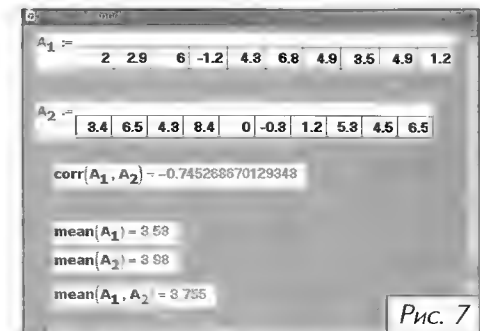 A₁ :=
2 2.9 6 -1.2 4.3 6.8 4.9 3.5 4.9 1.2
A₂ :=
3.4 6.5 4.3 8.4 0 -0.3 1.2 5.3 4.5 6.5
corr(A₁, A₂) = -0.745268670129348
mean(A₁) = 3.53
mean(A₂) = 3.98
mean(A₁, A₂) = 3.755
Рис. 7